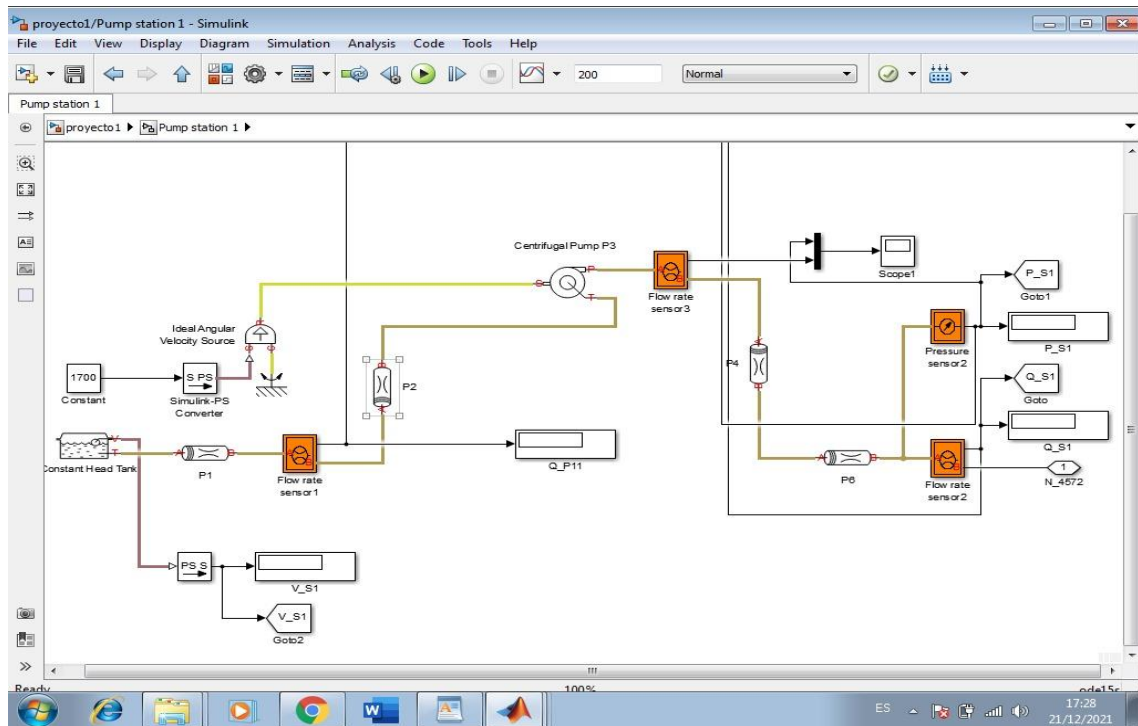 proyecto1/Pump station 1 - Simulink
File Edit View Display Diagram Simulation Analysis Code Tools Help
200
Normal
Pump station 1
proyecto1 Pump station 1
Centrifugal Pump P3
S
P
T
A
B
Flow rate
sensor3
Scope1
P_S1
Goto1
P_S1
Pressure
sensor2
Q_S1
Goto
Q_S1
1
N_4572
Ideal Angular
Velocity Source
1700
Constant
S PS
Simulink-PS
Converter
B
P2
A
A
P4
B
V
T
Constant Head Tank
A
B
P1
A
B
Flow rate
sensor1
Q_P11
A
B
P6
A
B
Flow rate
sensor2
PS S
V_S1
V_S1
Goto2
Ready
100%
ode15s
ES
17:28
21/12/2021